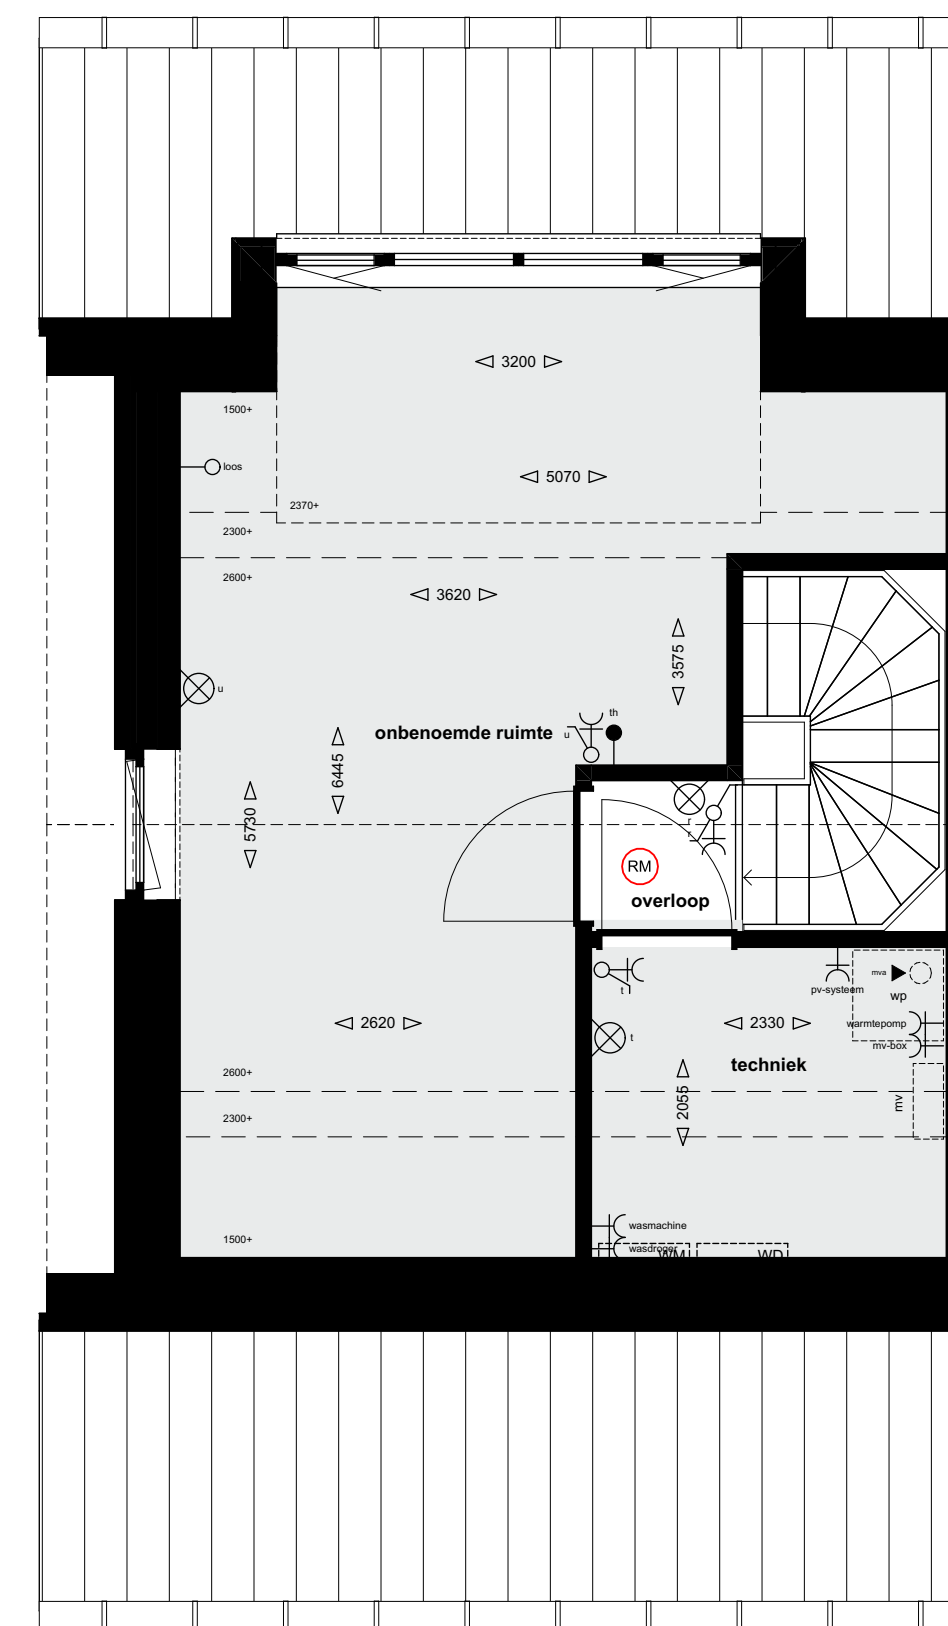 3200
1500+
loos
5070
2370+
2300+
2600+
3620
3575
u
th
onbenoemde ruimte
u
6445
5730
r
r
RM
overloop
t
mva
pv-systeem
wp
2620
2330
warmtepomp
t
mv-box
techniek
2600+
2055
mv
2300+
wasmachine
1500+
wasdroger
WM
WD